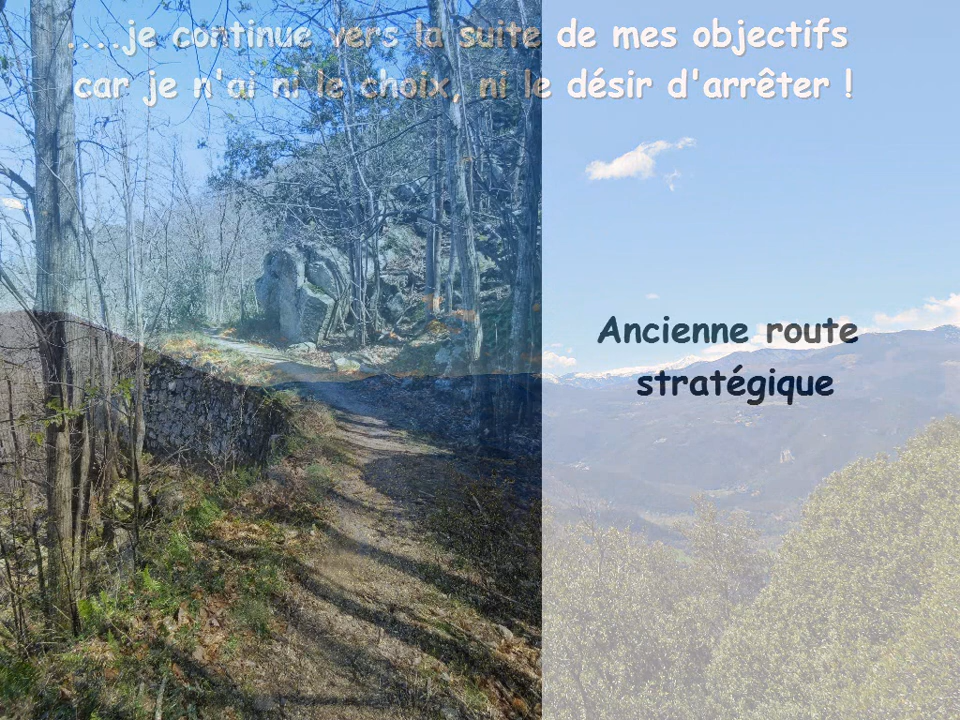 ....je continue vers la suite de mes objectifs
car je n'ai ni le choix, ni le désir d'arrêter !
Ancienne route
stratégique